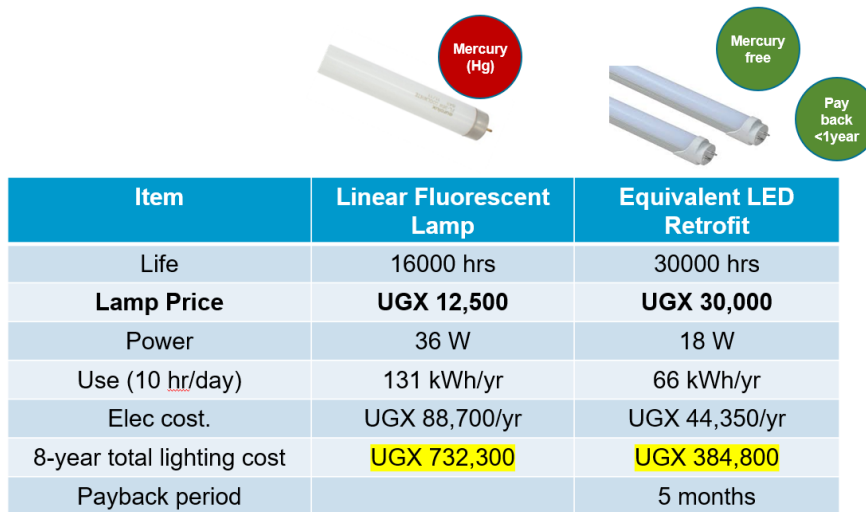 Mercury
(Hg)
Mercury
free
Pay
back
<1year
Item
Linear Fluorescent
Lamp
Equivalent LED
Retrofit
Life
16000 hrs
30000 hrs
Lamp Price
UGX 12,500
UGX 30,000
Power
36 W
18 W
Use (10 hr/day)
131 kWh/yr
66 kWh/yr
Elec cost.
UGX 88,700/yr
UGX 44,350/yr
8-year total lighting cost
UGX 732,300
UGX 384,800
Payback period
5 months